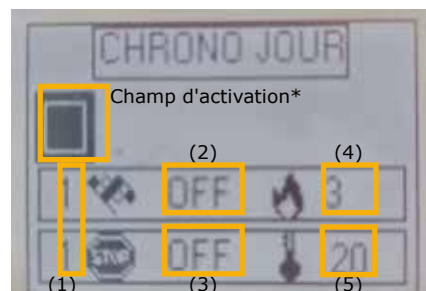 CHRONO JOUR
Champ d'activation*
(2) (4)
1 OFF 3
1 STOP OFF 20
(1) (3) (5)